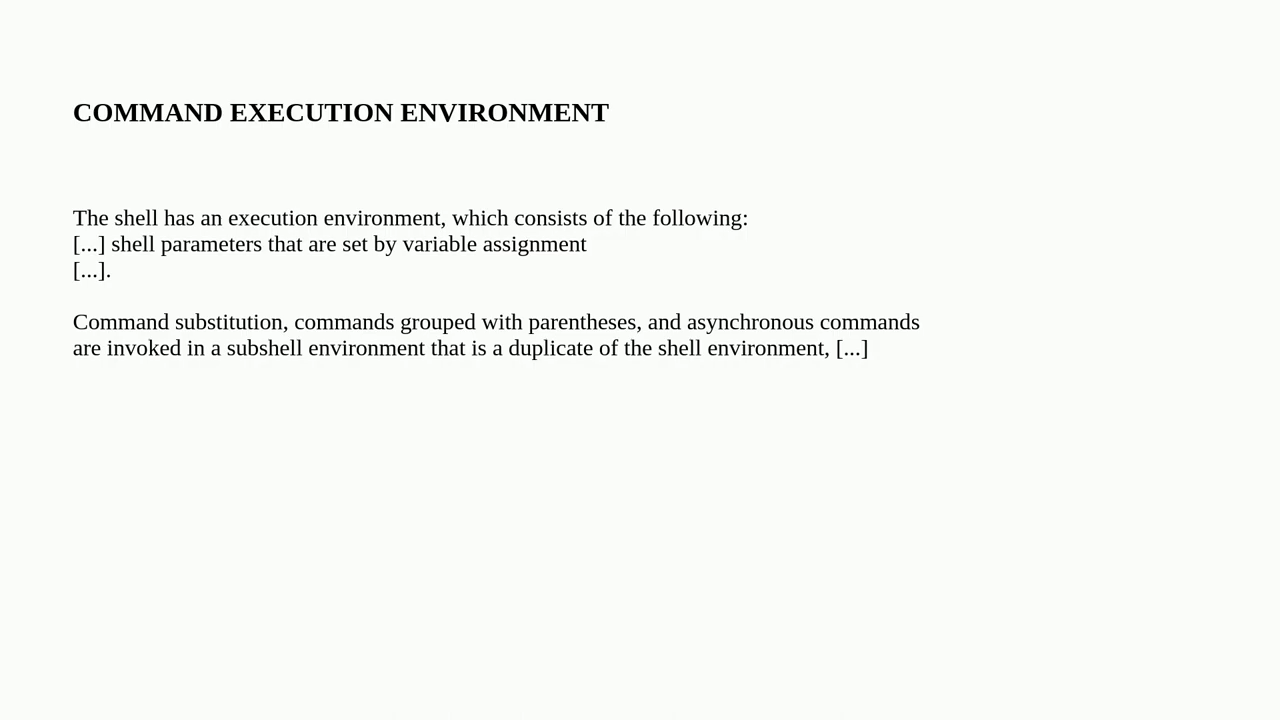 COMMAND EXECUTION ENVIRONMENT
The shell has an execution environment, which consists of the following:
[...] shell parameters that are set by variable assignment
[...].
Command substitution, commands grouped with parentheses, and asynchronous commands
are invoked in a subshell environment that is a duplicate of the shell environment, [...]